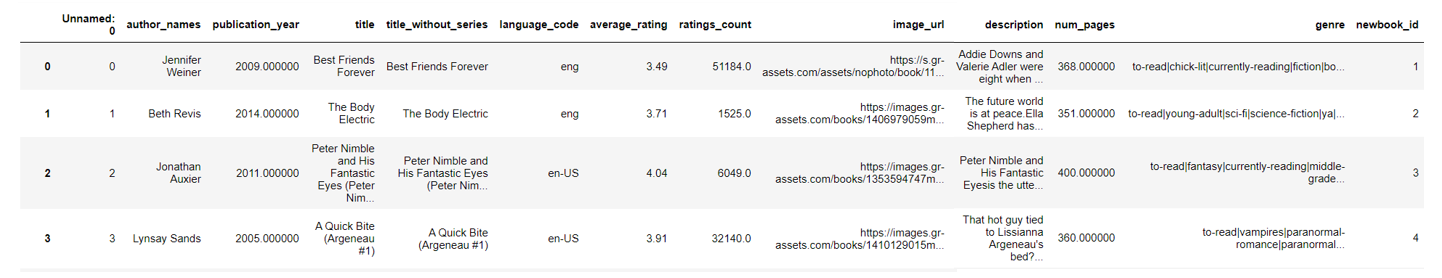 Unnamed: 0 author_names publication_year title title_without_series language_code average_rating ratings_count image_url description num_pages genre newbook_id
0 0 Jennifer Weiner 2009.000000 Best Friends Forever Best Friends Forever eng 3.49 51184.0 https://s.gr-assets.com/assets/nophoto/book/11... Addie Downs and Valerie Adler were eight when ... 368.000000 to-read|chick-lit|currently-reading|fiction|bo... 1
1 1 Beth Revis 2014.000000 The Body Electric The Body Electric eng 3.71 1525.0 https://images.gr-assets.com/books/1406979059m... The future world is at peace.Ella Shepherd has... 351.000000 to-read|young-adult|sci-fi|science-fiction|ya|... 2
2 2 Jonathan Auxier 2011.000000 Peter Nimble and His Fantastic Eyes (Peter Nim... Peter Nimble and His Fantastic Eyes (Peter Nim... en-US 4.04 6049.0 https://images.gr-assets.com/books/1353594747m... Peter Nimble and His Fantastic Eyesis the utte... 400.000000 to-read|fantasy|currently-reading|middle-grade... 3
3 3 Lynsay Sands 2005.000000 A Quick Bite (Argeneau #1) A Quick Bite (Argeneau #1) en-US 3.91 32140.0 https://images.gr-assets.com/books/1410129015m... That hot guy tied to Lissianna Argeneau's bed?... 360.000000 to-read|vampires|paranormal-romance|paranormal... 4